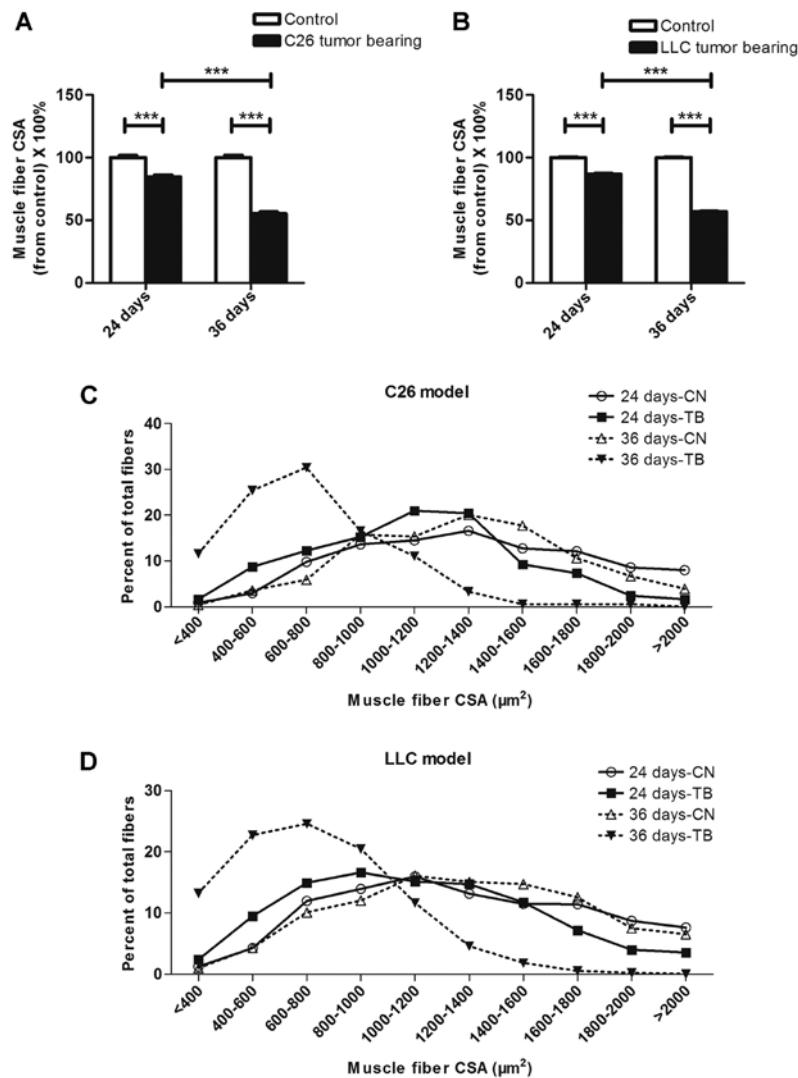 A
Control
C26 tumor bearing
***
***
***
Muscle fiber CSA
(from control) X 100%
150
100
50
0
24 days
36 days
B
Control
LLC tumor bearing
***
***
***
Muscle fiber CSA
(from control) X 100%
150
100
50
0
24 days
36 days
C
C26 model
24 days-CN
24 days-TB
36 days-CN
36 days-TB
Percent of total fibers
40
30
20
10
0
<400
400-600
600-800
800-1000
1000-1200
1200-1400
1400-1600
1600-1800
1800-2000
>2000
Muscle fiber CSA (µm²)
D
LLC model
24 days-CN
24 days-TB
36 days-CN
36 days-TB
Percent of total fibers
30
20
10
0
<400
400-600
600-800
800-1000
1000-1200
1200-1400
1400-1600
1600-1800
1800-2000
>2000
Muscle fiber CSA (µm²)